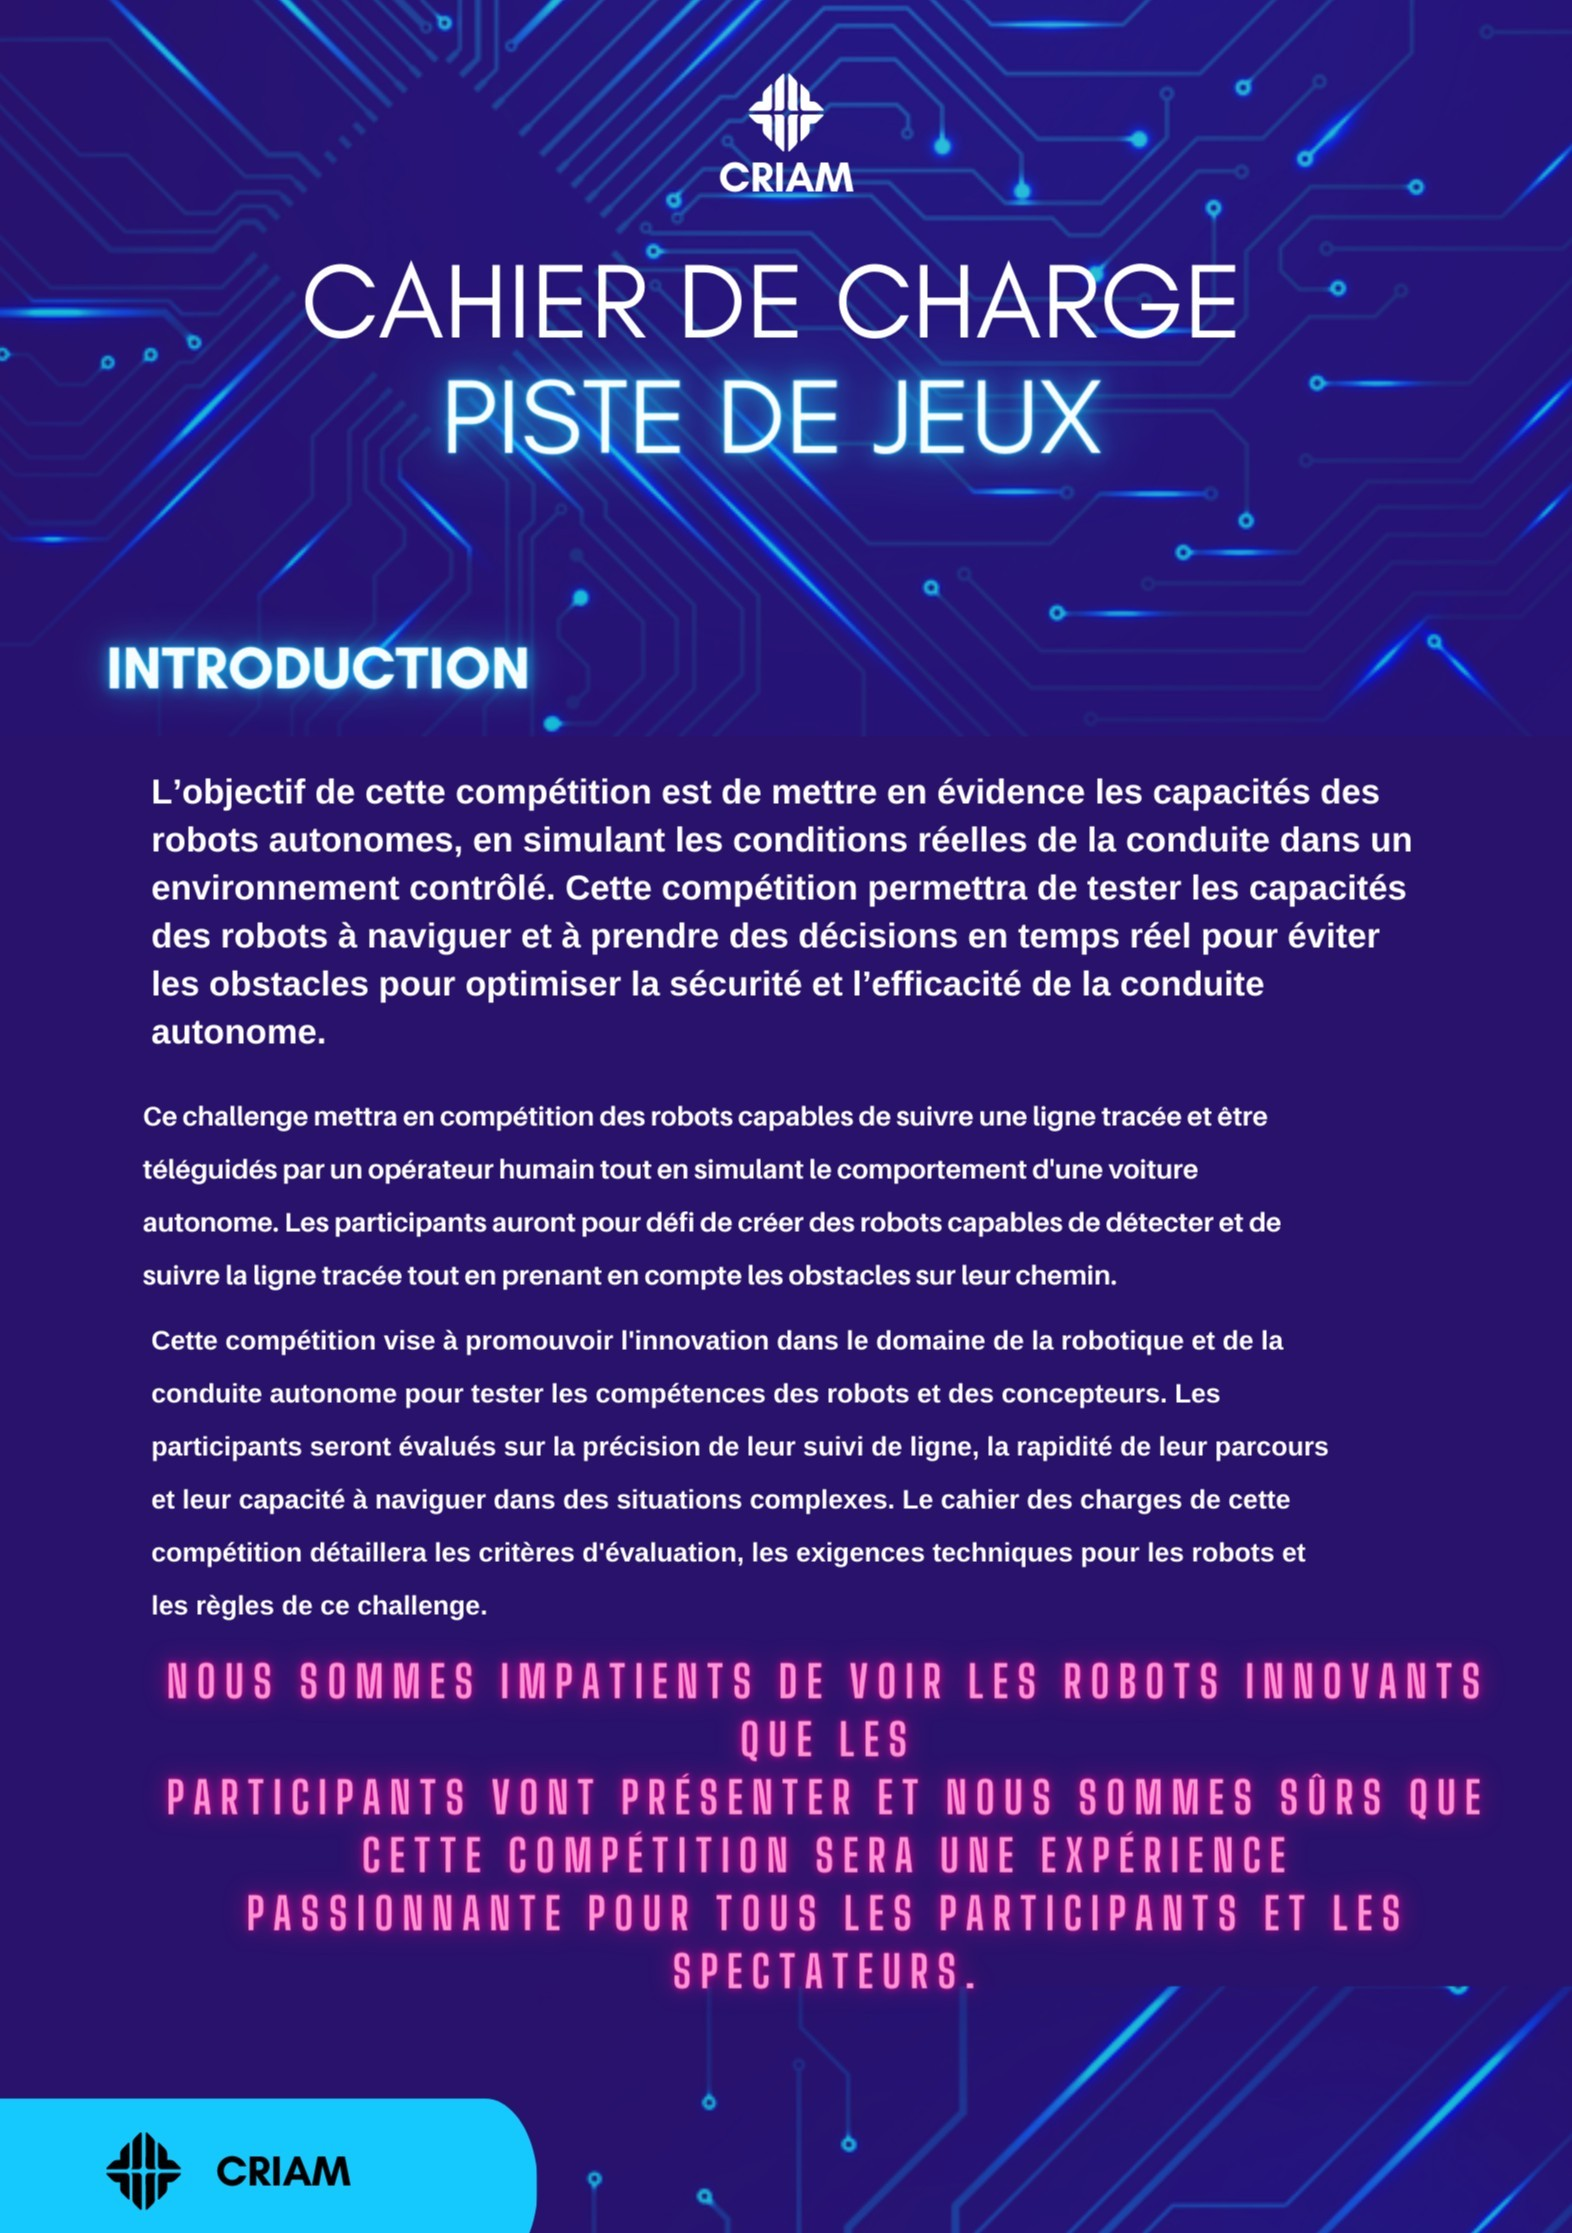 CRIAM
CAHIER DE CHARGE
PISTE DE JEUX
INTRODUCTION
L’objectif de cette compétition est de mettre en évidence les capacités des
robots autonomes, en simulant les conditions réelles de la conduite dans un
environnement contrôlé. Cette compétition permettra de tester les capacités
des robots à naviguer et à prendre des décisions en temps réel pour éviter
les obstacles pour optimiser la sécurité et l’efficacité de la conduite
autonome.
Ce challenge mettra en compétition des robots capables de suivre une ligne tracée et être
téléguidés par un opérateur humain tout en simulant le comportement d'une voiture
autonome. Les participants auront pour défi de créer des robots capables de détecter et de
suivre la ligne tracée tout en prenant en compte les obstacles sur leur chemin.
Cette compétition vise à promouvoir l'innovation dans le domaine de la robotique et de la
conduite autonome pour tester les compétences des robots et des concepteurs. Les
participants seront évalués sur la précision de leur suivi de ligne, la rapidité de leur parcours
et leur capacité à naviguer dans des situations complexes. Le cahier des charges de cette
compétition détaillera les critères d'évaluation, les exigences techniques pour les robots et
les règles de ce challenge.
NOUS SOMMES IMPATIENTS DE VOIR LES ROBOTS INNOVANTS
QUE LES
PARTICIPANTS VONT PRÉSENTER ET NOUS SOMMES SÛRS QUE
CETTE COMPÉTITION SERA UNE EXPÉRIENCE
PASSIONNANTE POUR TOUS LES PARTICIPANTS ET LES
SPECTATEURS.
CRIAM